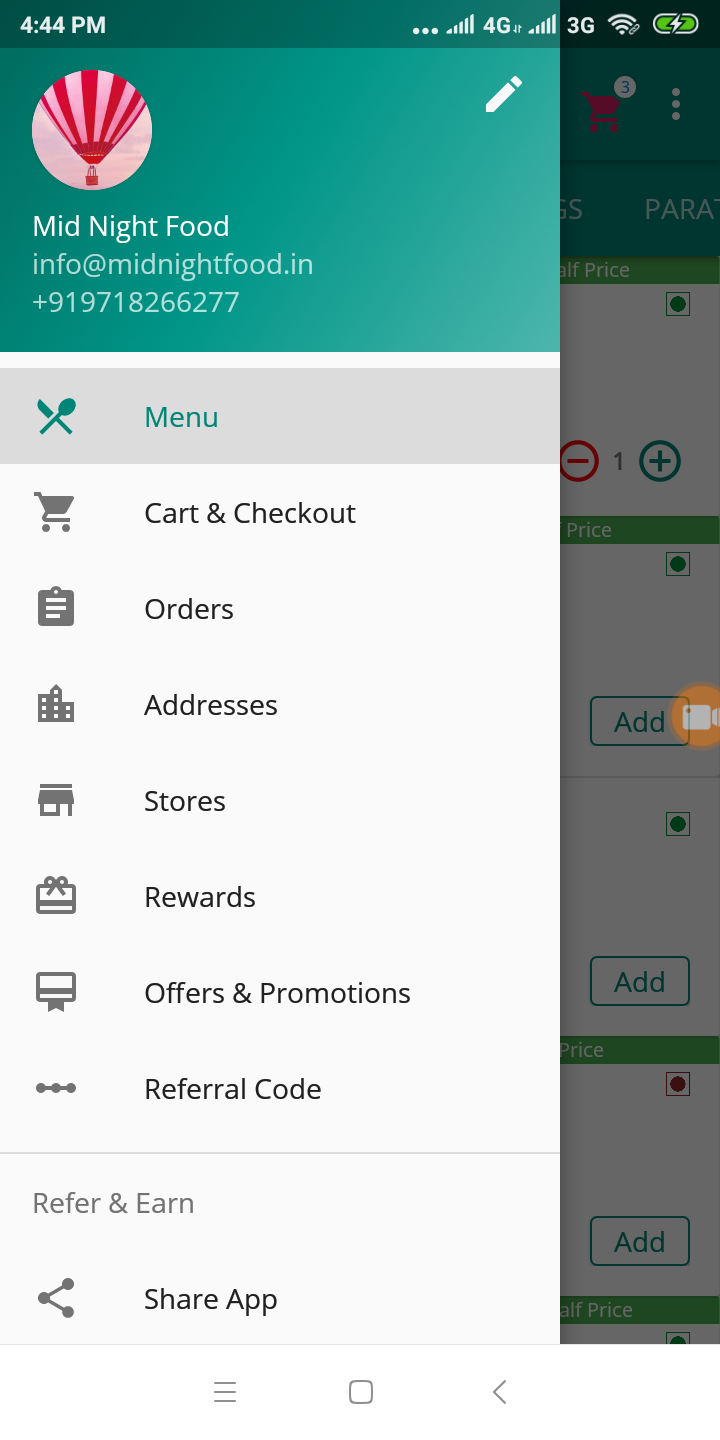 4:44 PM
4G
3G
3
Mid Night Food
info@midnightfood.in
+919718266277
GS
PARAT
alf Price
Menu
1
Cart & Checkout
f Price
Orders
Addresses
Add
Stores
Rewards
Offers & Promotions
Add
Price
Referral Code
Refer & Earn
Add
Share App
alf Price